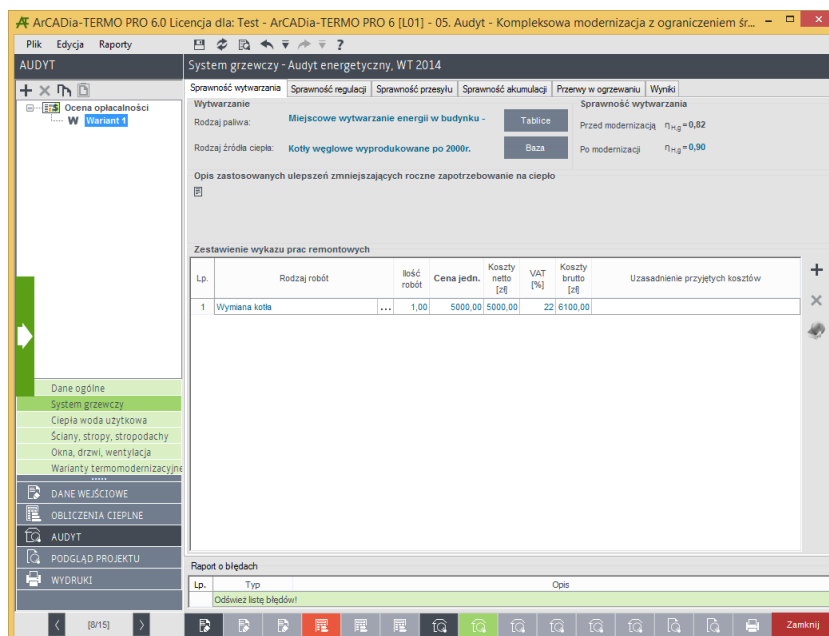 ArCADia-TERMO PRO 6.0 Licencja dla: Test - ArCADia-TERMO PRO 6 [L01] - 05. Audyt - Kompleksowa modernizacja z ograniczeniem śr...
Plik Edycja Raporty ?
AUDYT
System grzewczy - Audyt energetyczny, WT 2014
Ocena opłacalności
W Wariant 1
Sprawność wytwarzania Sprawność regulacji Sprawność przesyłu Sprawność akumulacji Przerwy w ogrzewaniu Wyniki
Wytwarzanie Sprawność wytwarzania
Rodzaj paliwa: Miejscowe wytwarzanie energii w budynku - Tablice Przed modernizacją ηH,g=0,82
Rodzaj źródła ciepła: Kotły węglowe wyprodukowane po 2000r. Baza Po modernizacji ηH,g=0,90
Opis zastosowanych ulepszeń zmniejszających roczne zapotrzebowanie na ciepło
Zestawienie wykazu prac remontowych
Lp. Rodzaj robót Ilość robót Cena jedn. Koszty netto [zł] VAT [%] Koszty brutto [zł] Uzasadnienie przyjętych kosztów
1 Wymiana kotła ... 1,00 5000,00 5000,00 22 6100,00
Dane ogólne
System grzewczy
Ciepła woda użytkowa
Ściany, stropy, stropodachy
Okna, drzwi, wentylacja
Warianty termomodernizacyjne
DANE WEJŚCIOWE
OBLICZENIA CIEPLNE
AUDYT
PODGLĄD PROJEKTU
WYDRUKI
Raport o błędach
Lp. Typ Opis
Odśwież listę błędów!
[8/15]
Zamknij